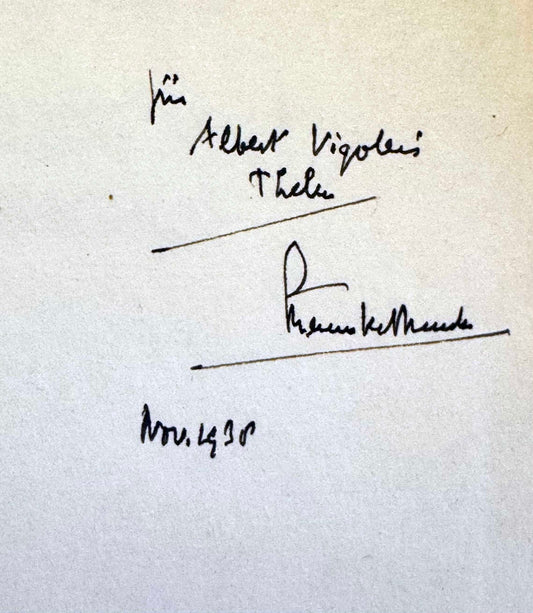 für
Albert Vigoleis
Thelen
Nov. 1938